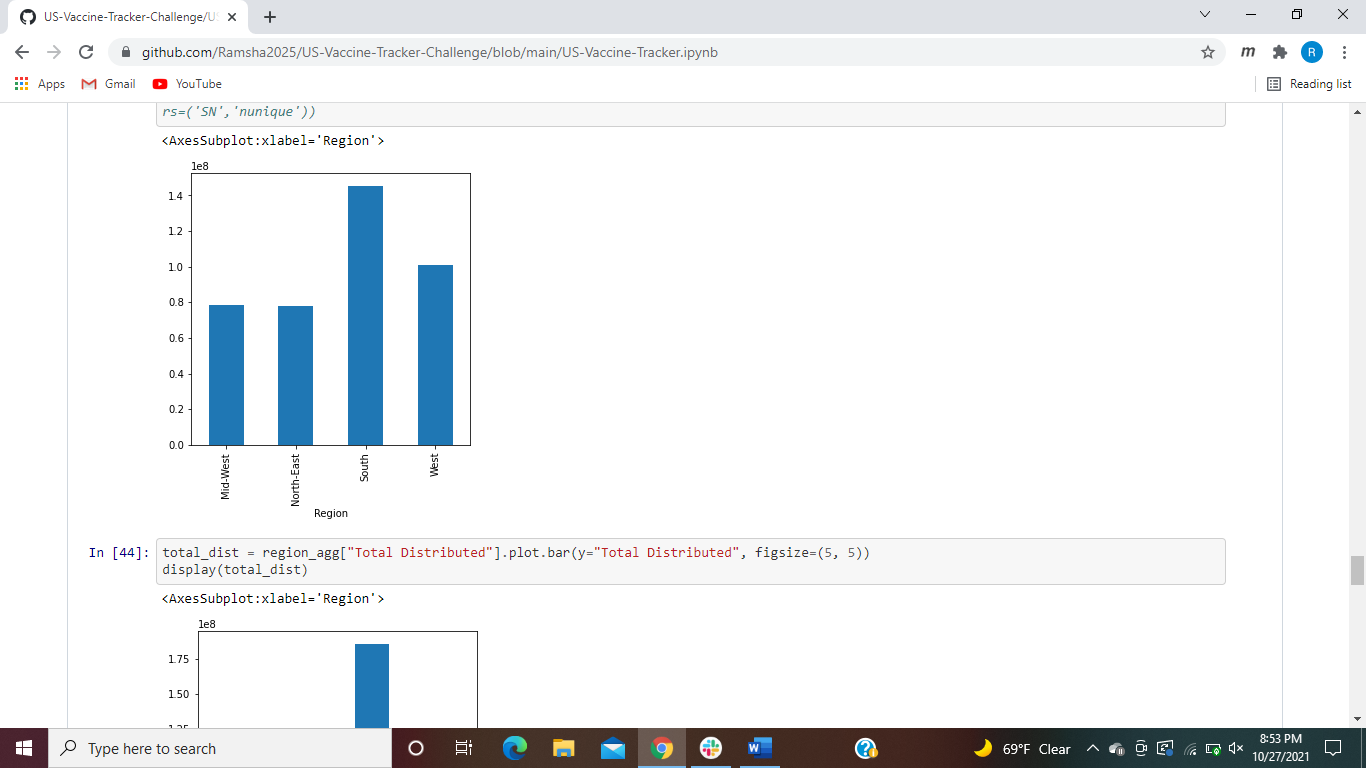 US-Vaccine-Tracker-Challenge/US
github.com/Ramsha2025/US-Vaccine-Tracker-Challenge/blob/main/US-Vaccine-Tracker.ipynb
m
R
Apps
Gmail
YouTube
Reading list
rs=('SN','nunique'))
<AxesSubplot:xlabel='Region'>
1e8
1.4
1.2
1.0
0.8
0.6
0.4
0.2
0.0
Mid-West
North-East
South
West
Region
In [44]:
total_dist = region_agg["Total Distributed"].plot.bar(y="Total Distributed", figsize=(5, 5))
display(total_dist)
<AxesSubplot:xlabel='Region'>
1e8
1.75
1.50
1.25
Type here to search
69°F Clear
8:53 PM
10/27/2021